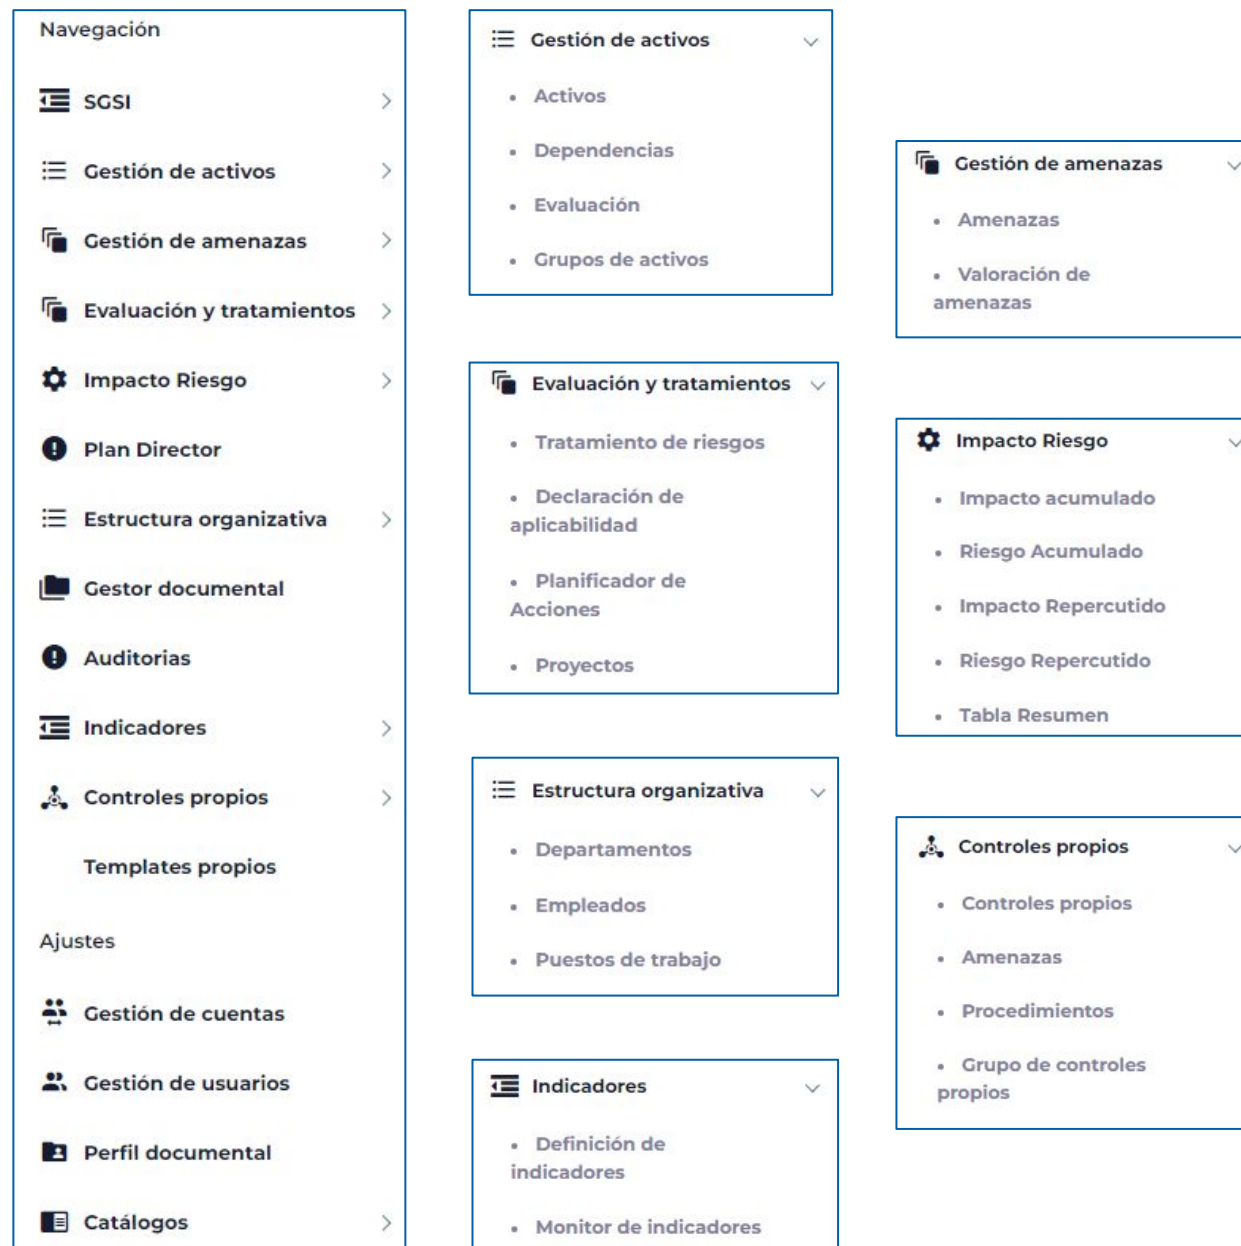 Navegación
SGSI
Gestión de activos
Gestión de amenazas
Evaluación y tratamientos
Impacto Riesgo
Plan Director
Estructura organizativa
Gestor documental
Auditorias
Indicadores
Controles propios
Templates propios
Ajustes
Gestión de cuentas
Gestión de usuarios
Perfil documental
Catálogos
Gestión de activos
Activos
Dependencias
Evaluación
Grupos de activos
Evaluación y tratamientos
Tratamiento de riesgos
Declaración de
aplicabilidad
Planificador de
Acciones
Proyectos
Estructura organizativa
Departamentos
Empleados
Puestos de trabajo
Indicadores
Definición de
indicadores
Monitor de indicadores
Gestión de amenazas
Amenazas
Valoración de
amenazas
Impacto Riesgo
Impacto acumulado
Riesgo Acumulado
Impacto Repercutido
Riesgo Repercutido
Tabla Resumen
Controles propios
Controles propios
Amenazas
Procedimientos
Grupo de controles
propios